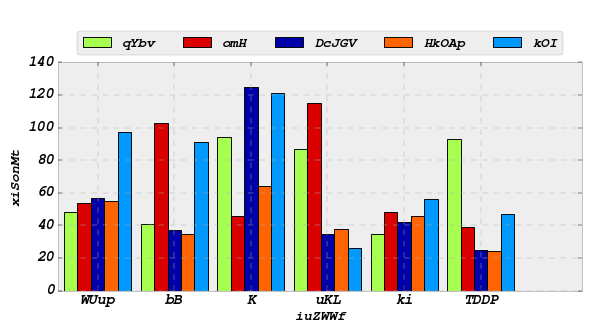 qYbv omH DcJGV HkOAp kOI
140
120
100
80
60
40
20
0
xiSonMt
WUup bB K uKL ki TDDP
iuZWWf